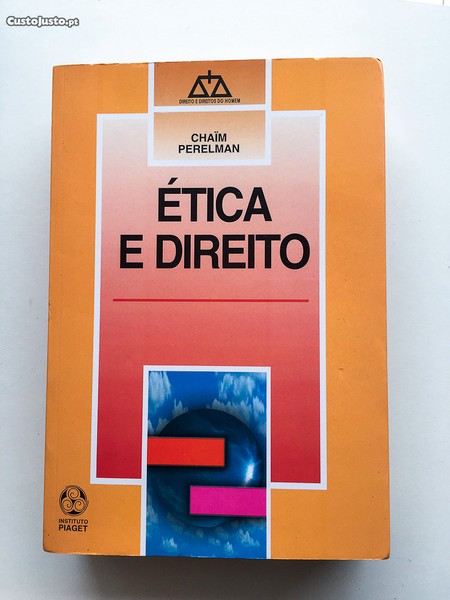 CustoJusto.pt
DIREITO E DIREITOS DO HOMEM
CHAÏM
PERELMAN
ÉTICA
E DIREITO
INSTITUTO
PIAGET